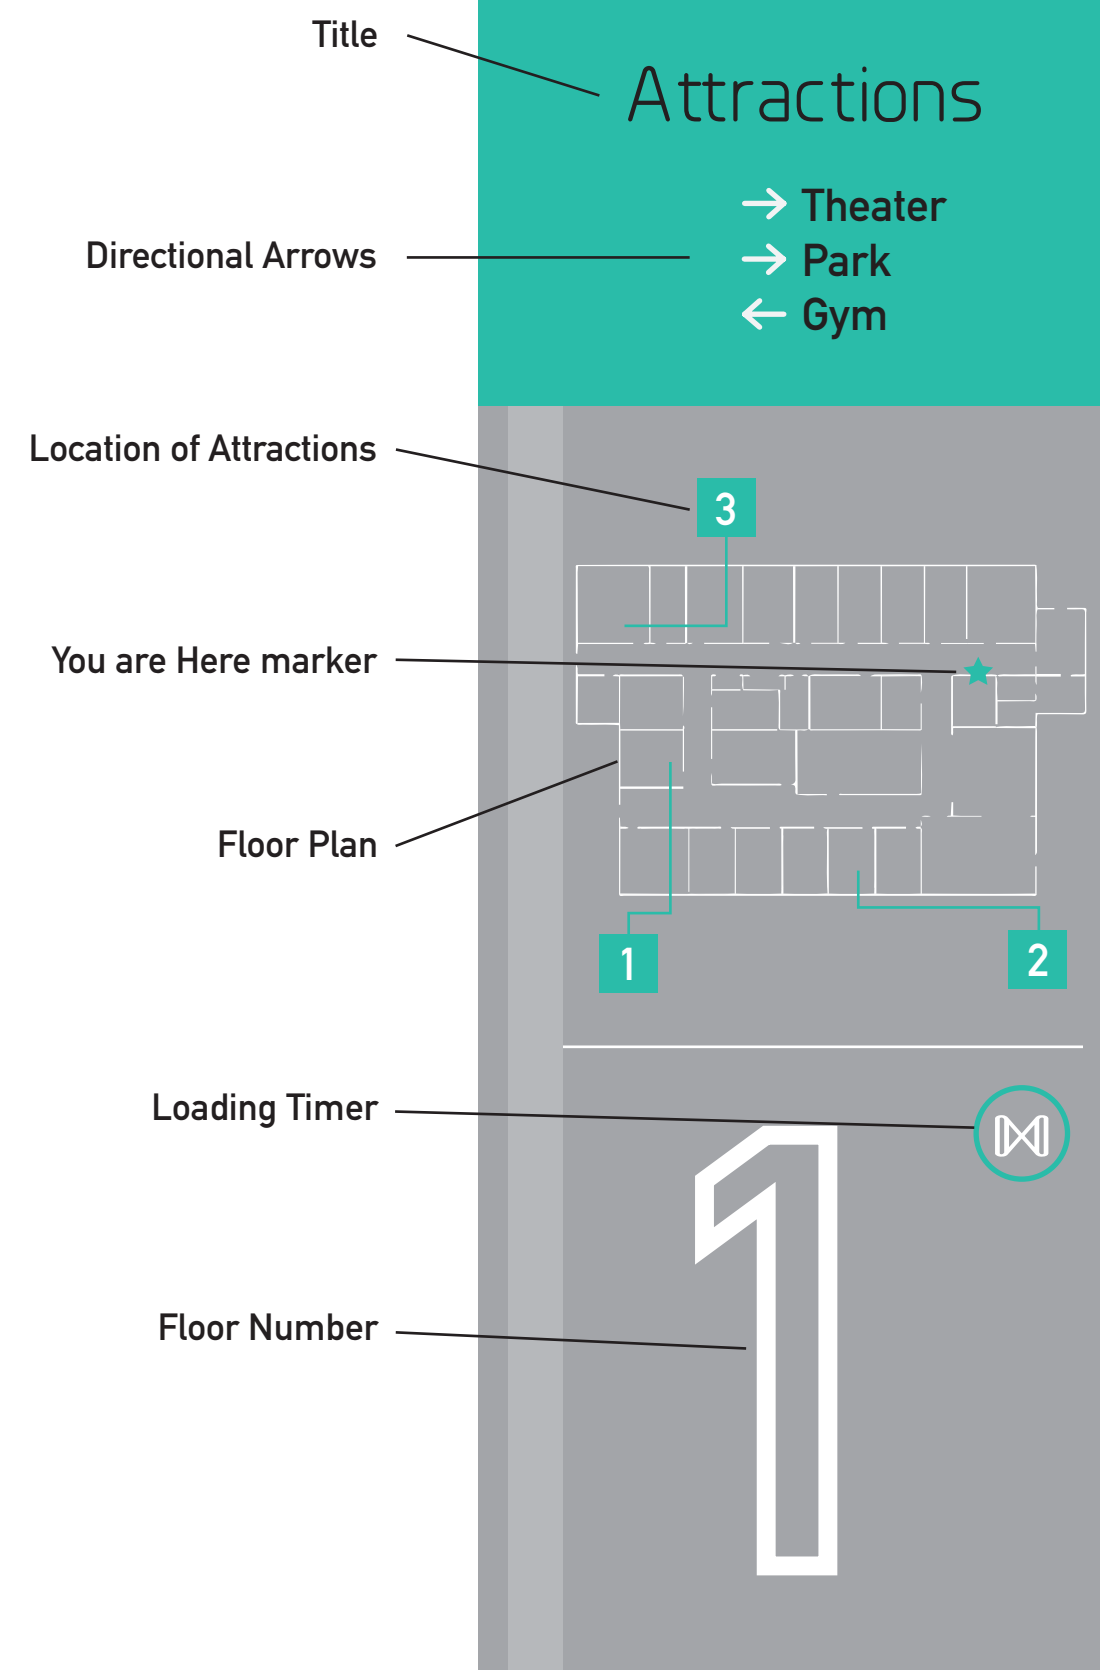 Title
Attractions
→ Theater
Directional Arrows
→ Park
← Gym
Location of Attractions
3
You are Here marker
Floor Plan
1
2
Loading Timer
Floor Number
1